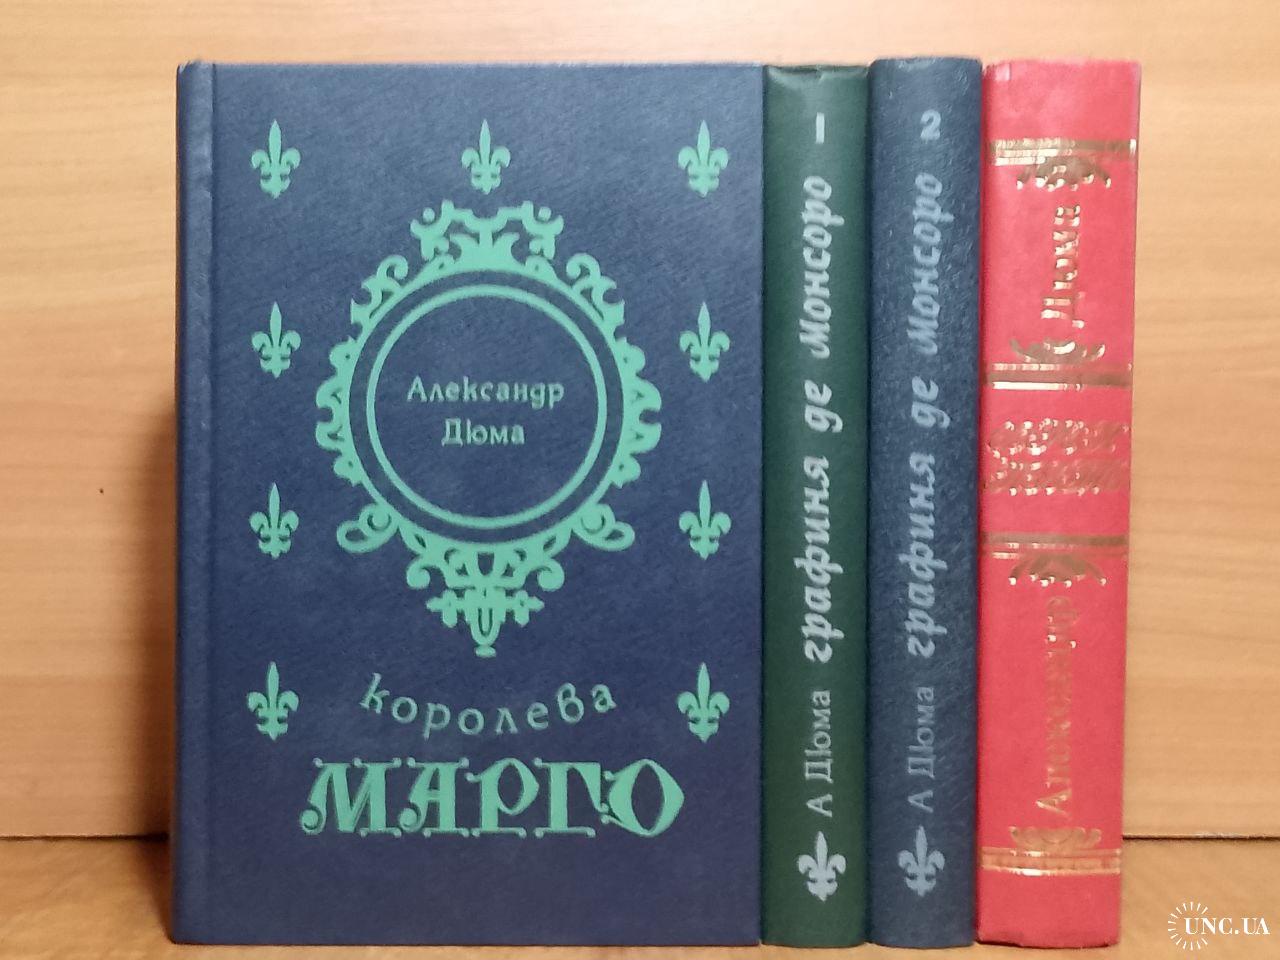 Александр
Дюма
королева
МАРГО
А Дюма графиня де Монсоро 1
А Дюма графиня де Монсоро 2
Александр
Дюма
UNC.UA